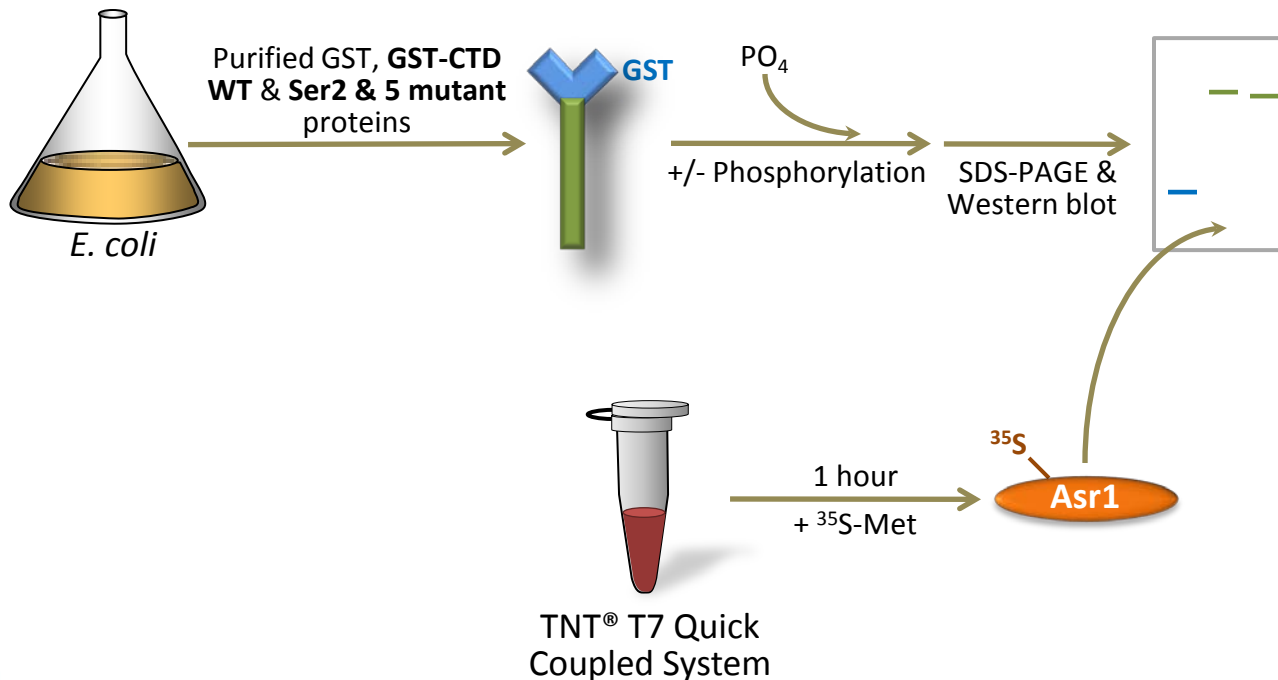 Purified GST, GST-CTD
WT & Ser2 & 5 mutant
proteins
E. coli
GST
PO4
+/- Phosphorylation
SDS-PAGE &
Western blot
1 hour
+ ³⁵S-Met
³⁵S
Asr1
TNT® T7 Quick
Coupled System